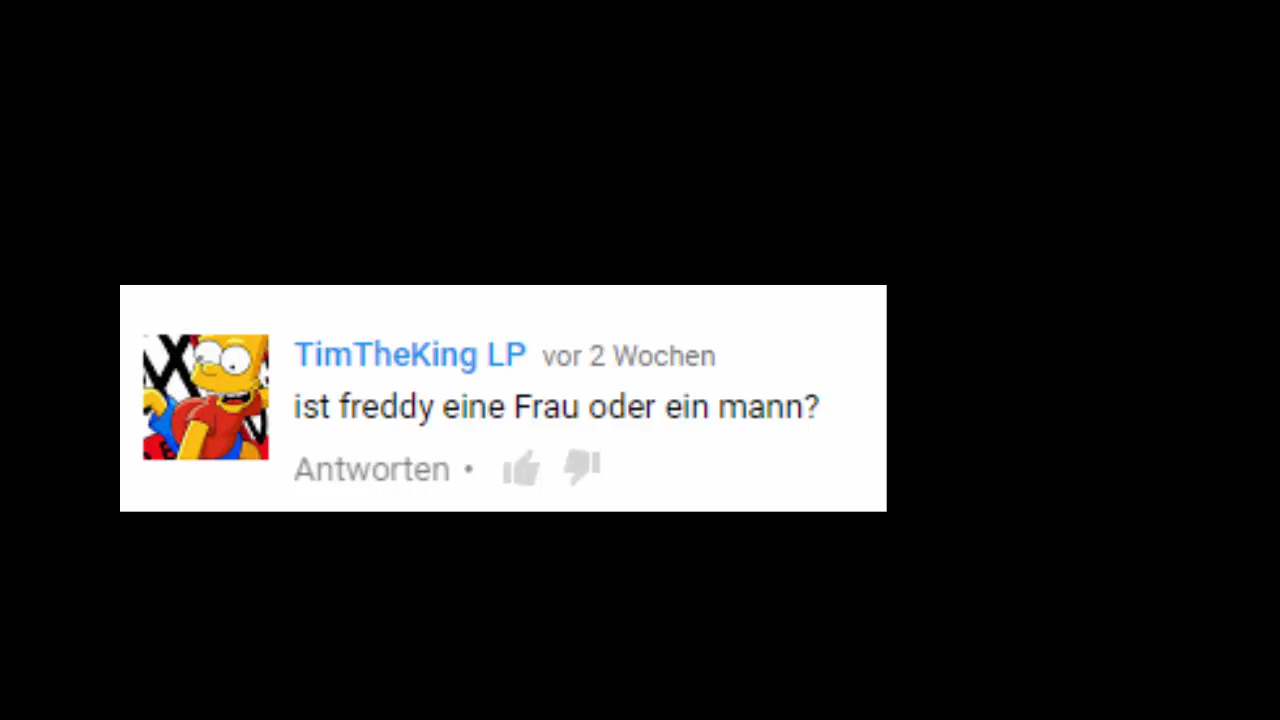 TimTheKing LP vor 2 Wochen
ist freddy eine Frau oder ein mann?
Antworten •